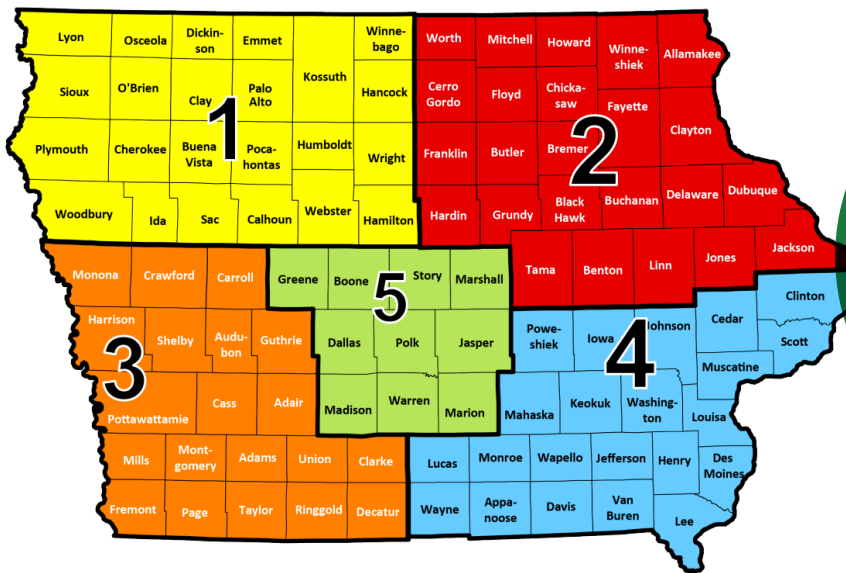 Lyon
Osceola
Dickin-
son
Emmet
Winne-
bago
Kossuth
Sioux
O'Brien
Clay
Palo
Alto
Hancock
1
Plymouth
Cherokee
Buena
Vista
Poca-
hontas
Humboldt
Wright
Woodbury
Ida
Sac
Calhoun
Webster
Hamilton
Worth
Mitchell
Howard
Winne-
shiek
Allamakee
Cerro
Gordo
Floyd
Chicka-
saw
Fayette
Clayton
2
Franklin
Butler
Bremer
Hardin
Grundy
Black
Hawk
Buchanan
Delaware
Dubuque
Tama
Benton
Linn
Jones
Jackson
Monona
Crawford
Carroll
Harrison
Shelby
Audu-
bon
Guthrie
3
Pottawattamie
Cass
Adair
Mills
Mont-
gomery
Adams
Union
Clarke
Fremont
Page
Taylor
Ringgold
Decatur
Greene
Boone
Story
Marshall
5
Dallas
Polk
Jasper
Madison
Warren
Marion
Powe-
shiek
Iowa
Johnson
Cedar
Clinton
Scott
4
Muscatine
Mahaska
Keokuk
Washing-
ton
Louisa
Lucas
Monroe
Wapello
Jefferson
Henry
Des
Moines
Wayne
Appa-
noose
Davis
Van
Buren
Lee